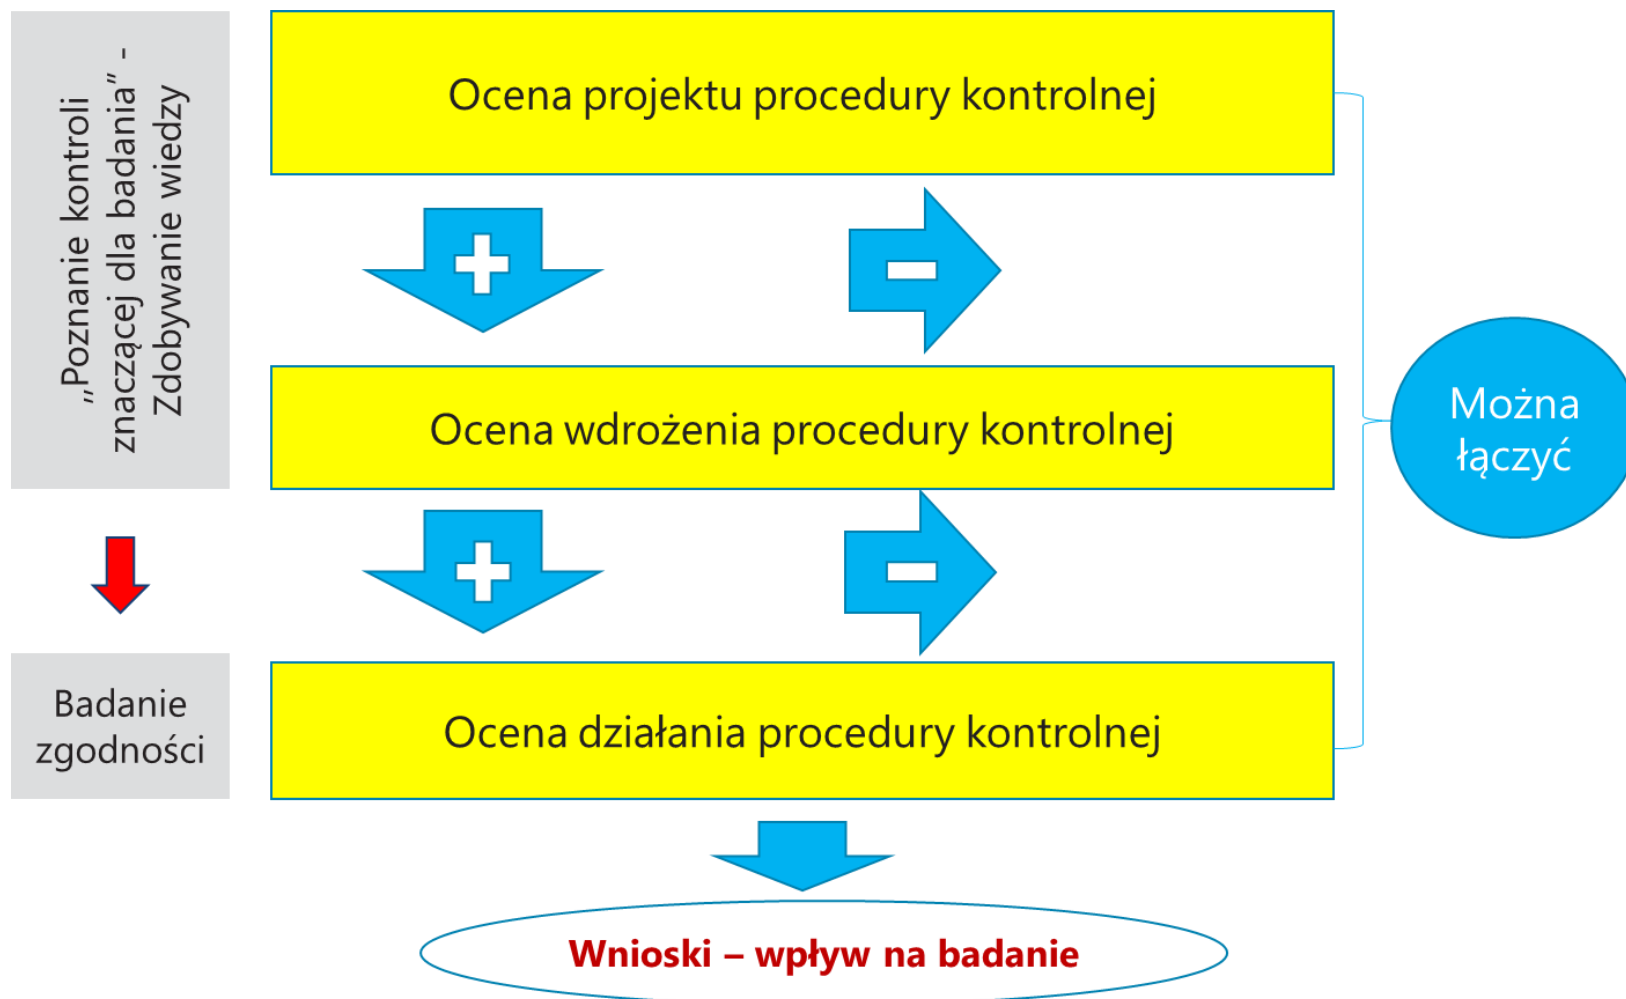 „Poznanie kontroli
znaczącej dla badania” -
Zdobywanie wiedzy
Ocena projektu procedury kontrolnej
Ocena wdrożenia procedury kontrolnej
Można
łączyć
Badanie
zgodności
Ocena działania procedury kontrolnej
Wnioski – wpływ na badanie